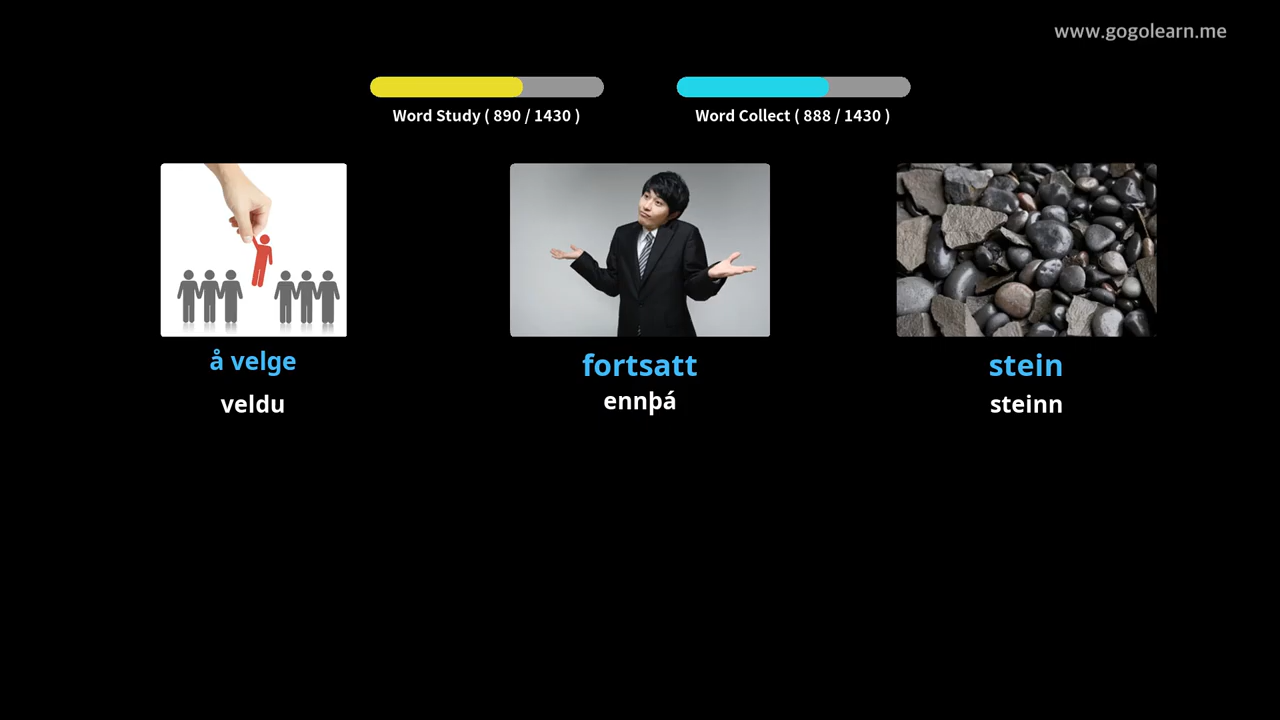 www.gogolearn.me
Word Study ( 890 / 1430 )
Word Collect ( 888 / 1430 )
å velge
fortsatt
stein
veldu
ennþá
steinn